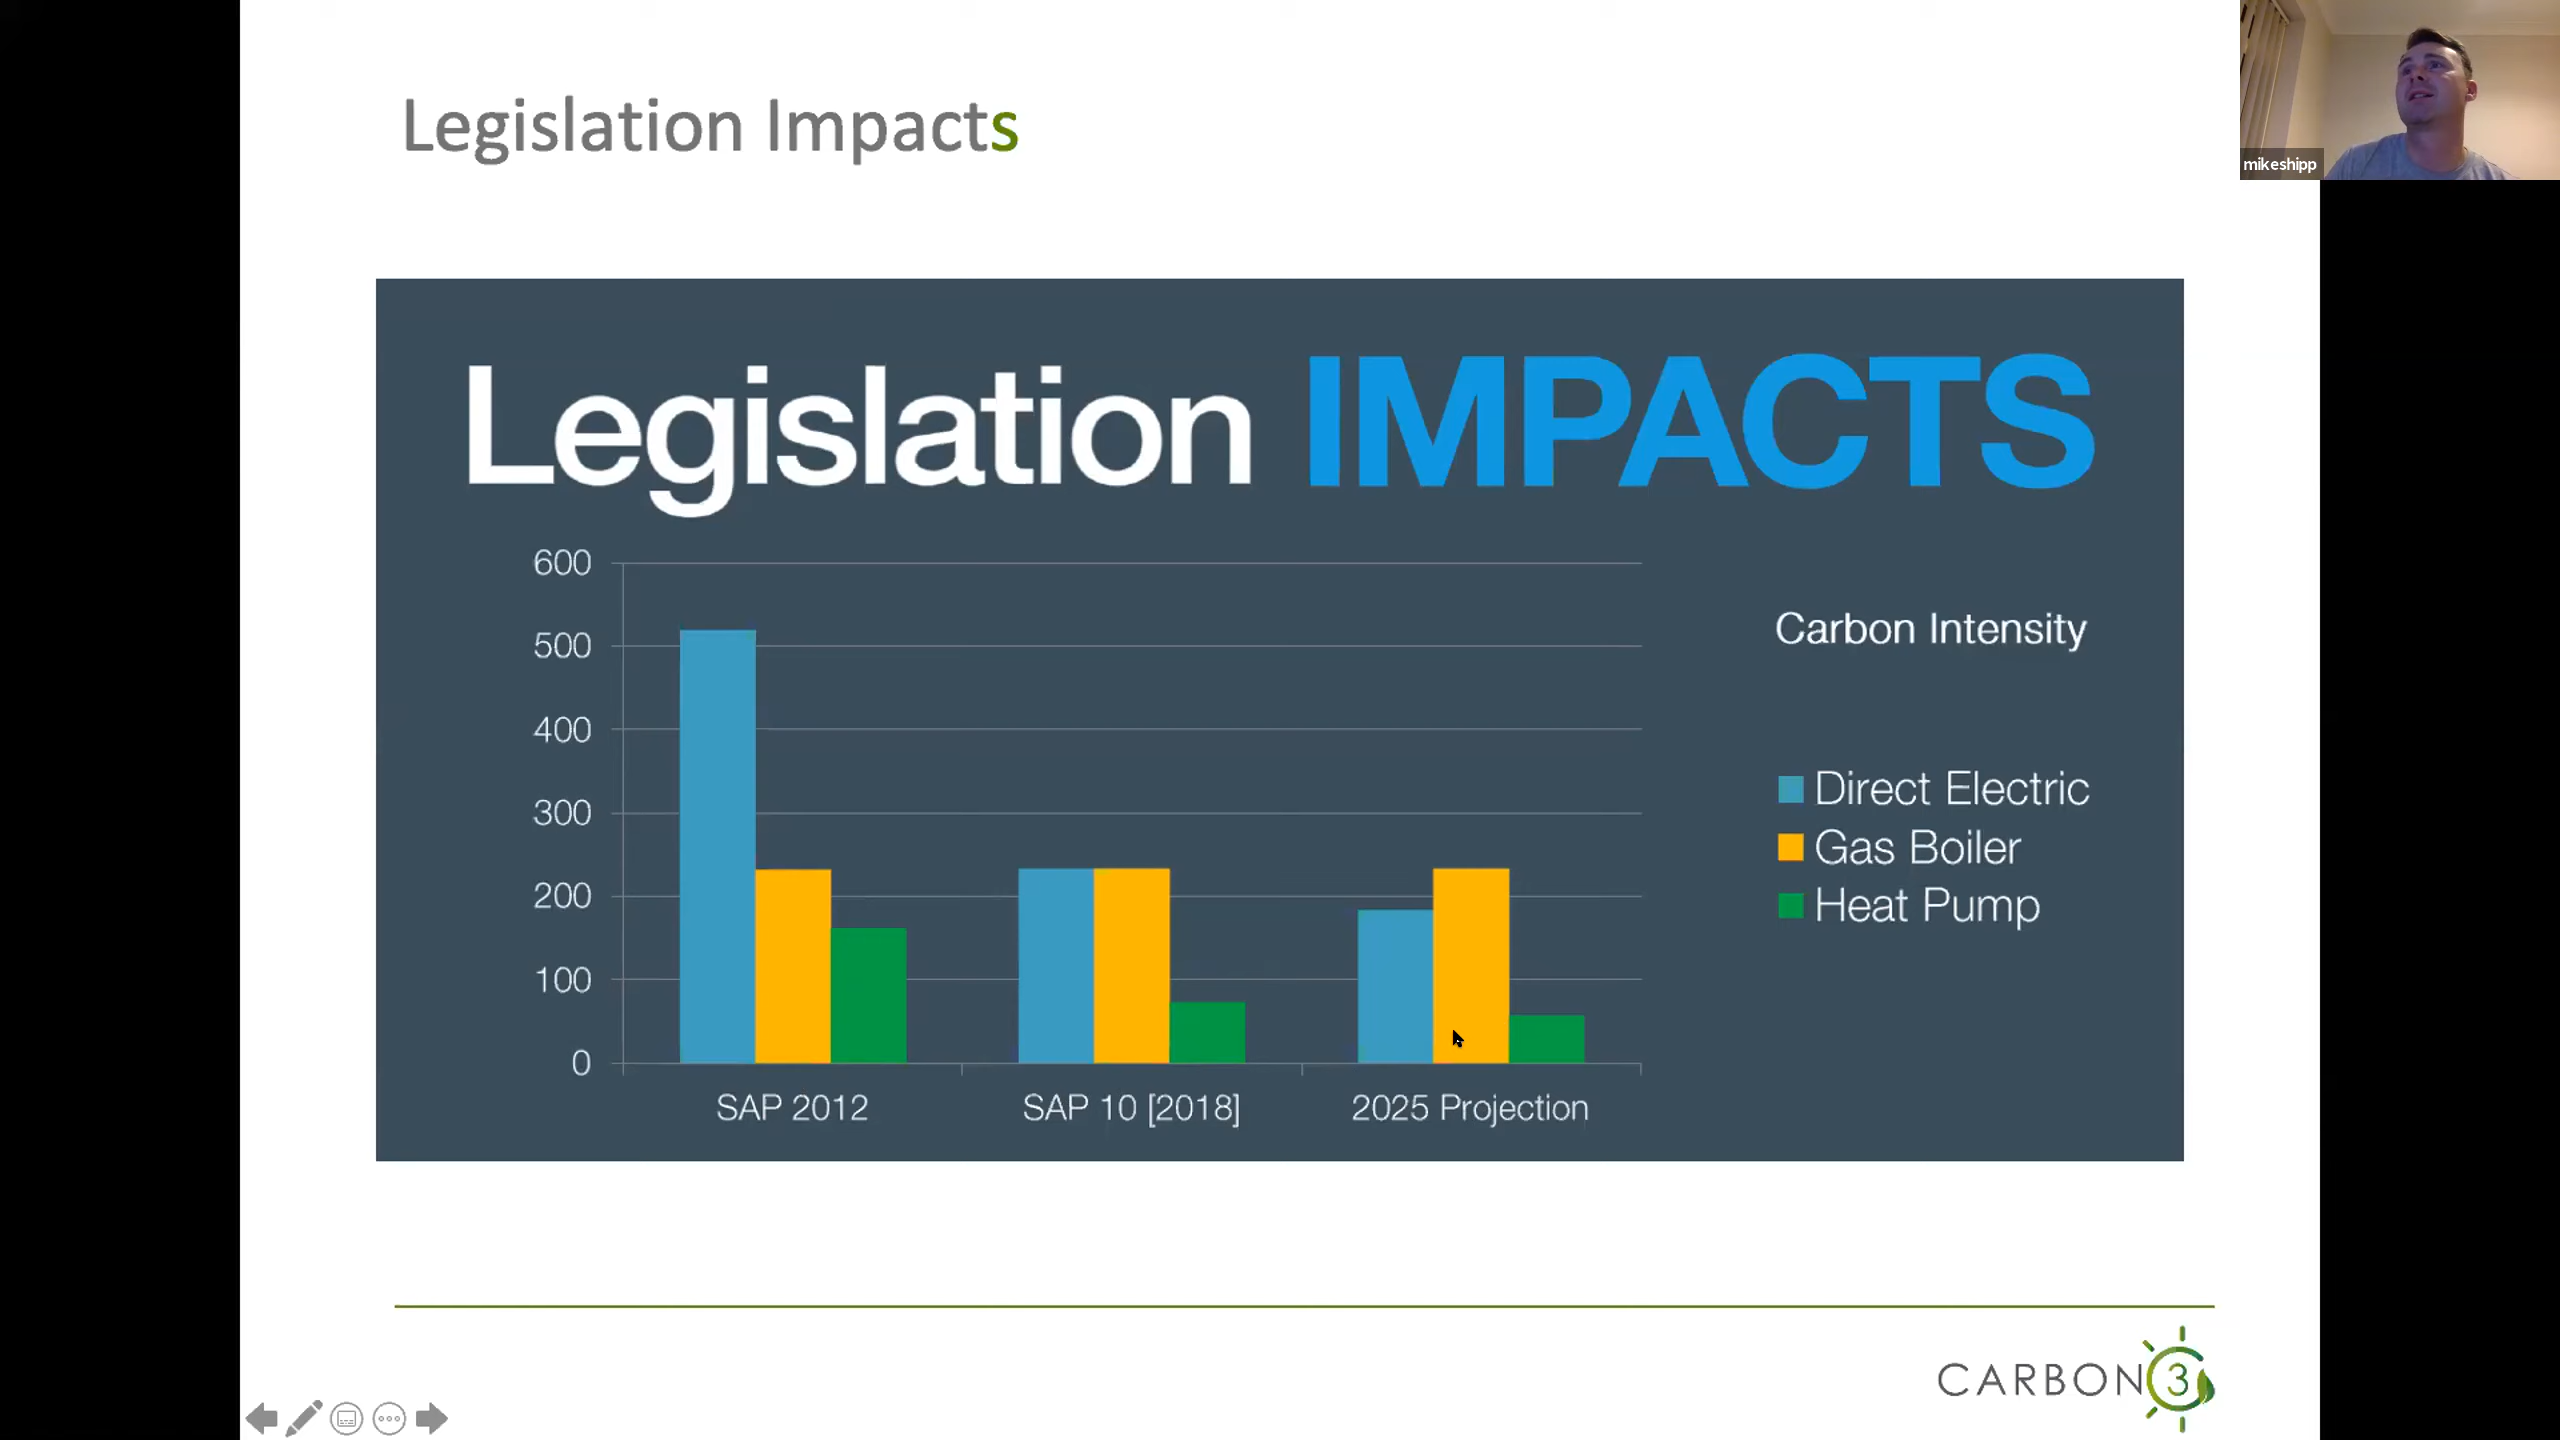 Legislation Impacts
mikeshipp
Legislation IMPACTS
600
500
400
300
200
100
0
SAP 2012
SAP 10 [2018]
2025 Projection
Carbon Intensity
Direct Electric
Gas Boiler
Heat Pump
CARBON 3